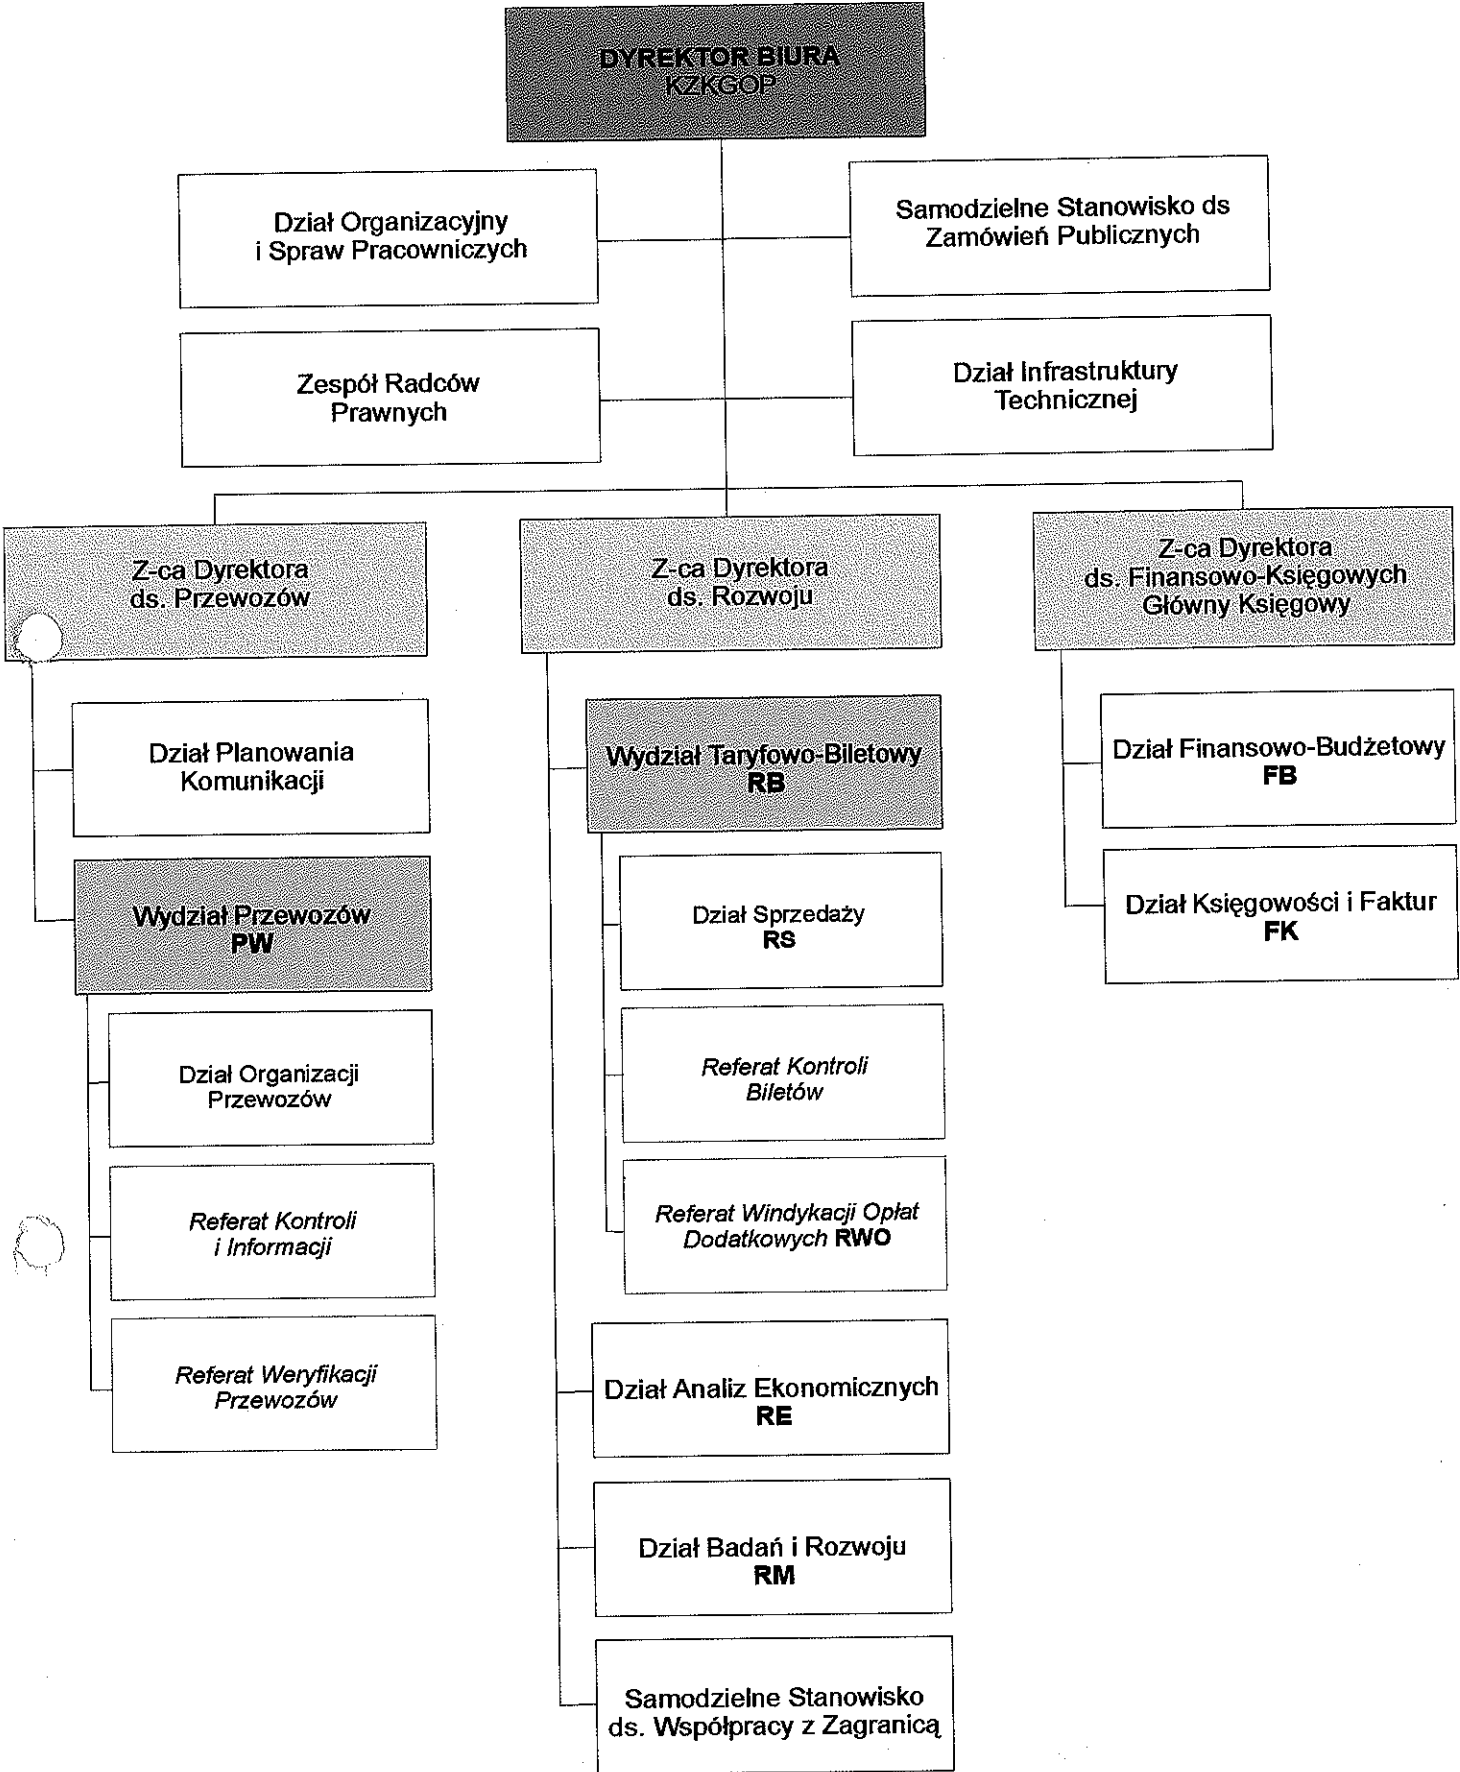 DYREKTOR BIURA
KZKGOP
Dział Organizacyjny
i Spraw Pracowniczych
Samodzielne Stanowisko ds
Zamówień Publicznych
Zespół Radców
Prawnych
Dział Infrastruktury
Technicznej
Z-ca Dyrektora
ds. Przewozów
Z-ca Dyrektora
ds. Rozwoju
Z-ca Dyrektora
ds. Finansowo-Księgowych
Główny Księgowy
Dział Planowania
Komunikacji
Wydział Przewozów
PW
Dział Organizacji
Przewozów
Referat Kontroli
i Informacji
Referat Weryfikacji
Przewozów
Wydział Taryfowo-Biletowy
RB
Dział Sprzedaży
RS
Referat Kontroli
Biletów
Referat Windykacji Opłat
Dodatkowych RWO
Dział Analiz Ekonomicznych
RE
Dział Badań i Rozwoju
RM
Samodzielne Stanowisko
ds. Współpracy z Zagranicą
Dział Finansowo-Budżetowy
FB
Dział Księgowości i Faktur
FK